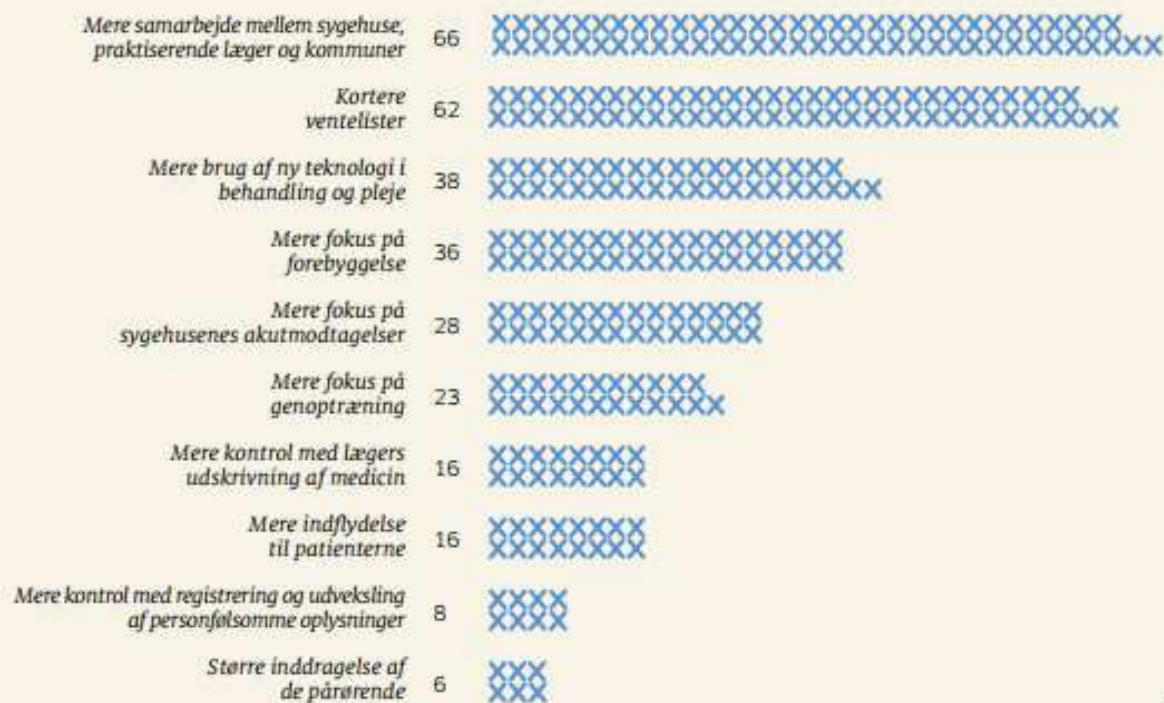 Mere samarbejde mellem sygehuse,
praktiserende læger og kommuner 66
Kortere
ventelister 62
Mere brug af ny teknologi i
behandling og pleje 38
Mere fokus på
forebyggelse 36
Mere fokus på
sygehusenes akutmodtagelser 28
Mere fokus på
genoptræning 23
Mere kontrol med lægers
udskrivning af medicin 16
Mere indflydelse
til patienterne 16
Mere kontrol med registrering og udveksling
af personfølsomme oplysninger 8
Større inddragelse af
de pårørende 6